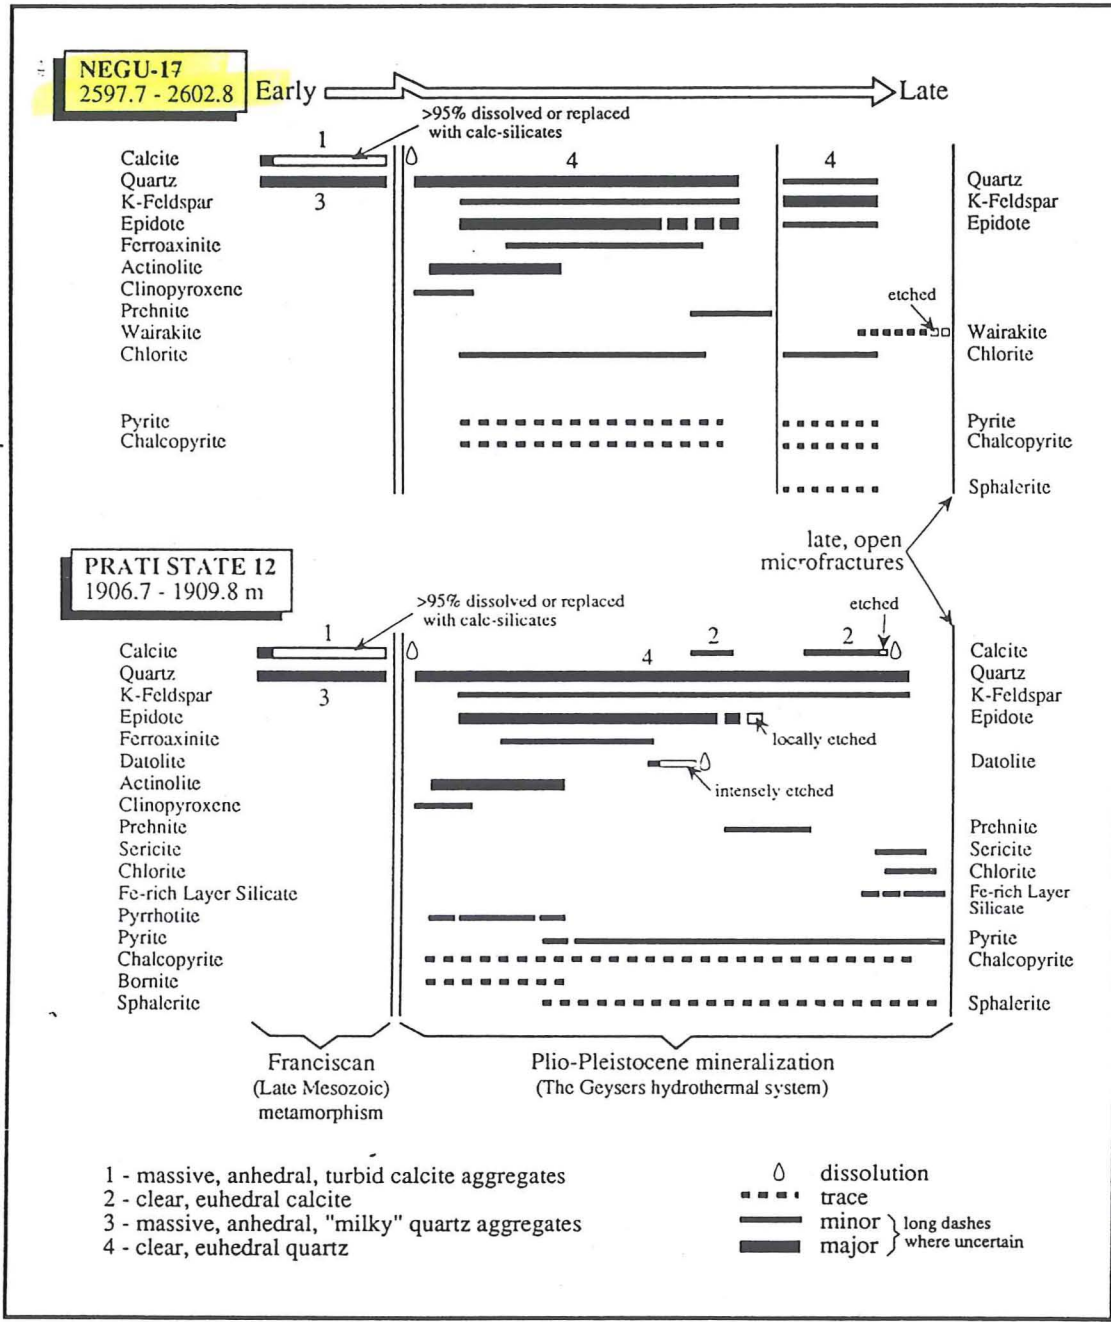 NEGU-17
2597.7 - 2602.8
Early
Late
>95% dissolved or replaced
with calc-silicates
1
4
4
Calcite
Quartz
Quartz
3
K-Feldspar
K-Feldspar
Epidote
Epidote
Ferroaxinite
Actinolite
Clinopyroxene
etched
Prehnite
Wairakite
Wairakite
Chlorite
Chlorite
Pyrite
Pyrite
Chalcopyrite
Chalcopyrite
Sphalerite
late, open
microfractures
PRATI STATE 12
1906.7 - 1909.8 m
>95% dissolved or replaced
with calc-silicates
etched
1
2
2
Calcite
4
Calcite
Quartz
Quartz
3
K-Feldspar
K-Feldspar
Epidote
Epidote
locally etched
Ferroaxinite
Datolite
Datolite
Actinolite
intensely etched
Clinopyroxene
Prehnite
Prehnite
Sericite
Sericite
Chlorite
Chlorite
Fe-rich Layer Silicate
Fe-rich Layer
Silicate
Pyrrhotite
Pyrite
Pyrite
Chalcopyrite
Chalcopyrite
Bornite
Sphalerite
Sphalerite
Franciscan
(Late Mesozoic)
metamorphism
Plio-Pleistocene mineralization
(The Geysers hydrothermal system)
1 - massive, anhedral, turbid calcite aggregates
2 - clear, euhedral calcite
3 - massive, anhedral, "milky" quartz aggregates
4 - clear, euhedral quartz
dissolution
trace
minor
major
long dashes
where uncertain